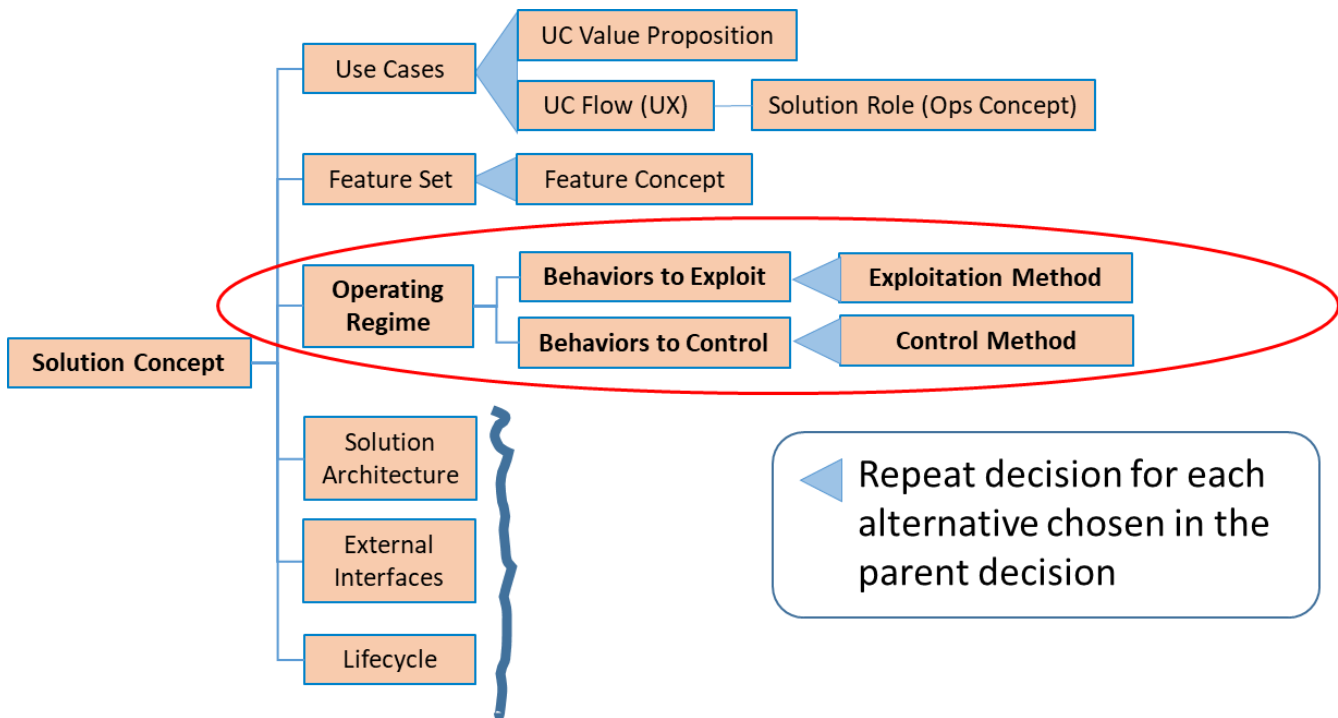 UC Value Proposition
Use Cases
UC Flow (UX)
Solution Role (Ops Concept)
Feature Set
Feature Concept
Operating
Regime
Behaviors to Exploit
Exploitation Method
Behaviors to Control
Control Method
Solution Concept
Solution
Architecture
External
Interfaces
Lifecycle
Repeat decision for each
alternative chosen in the
parent decision